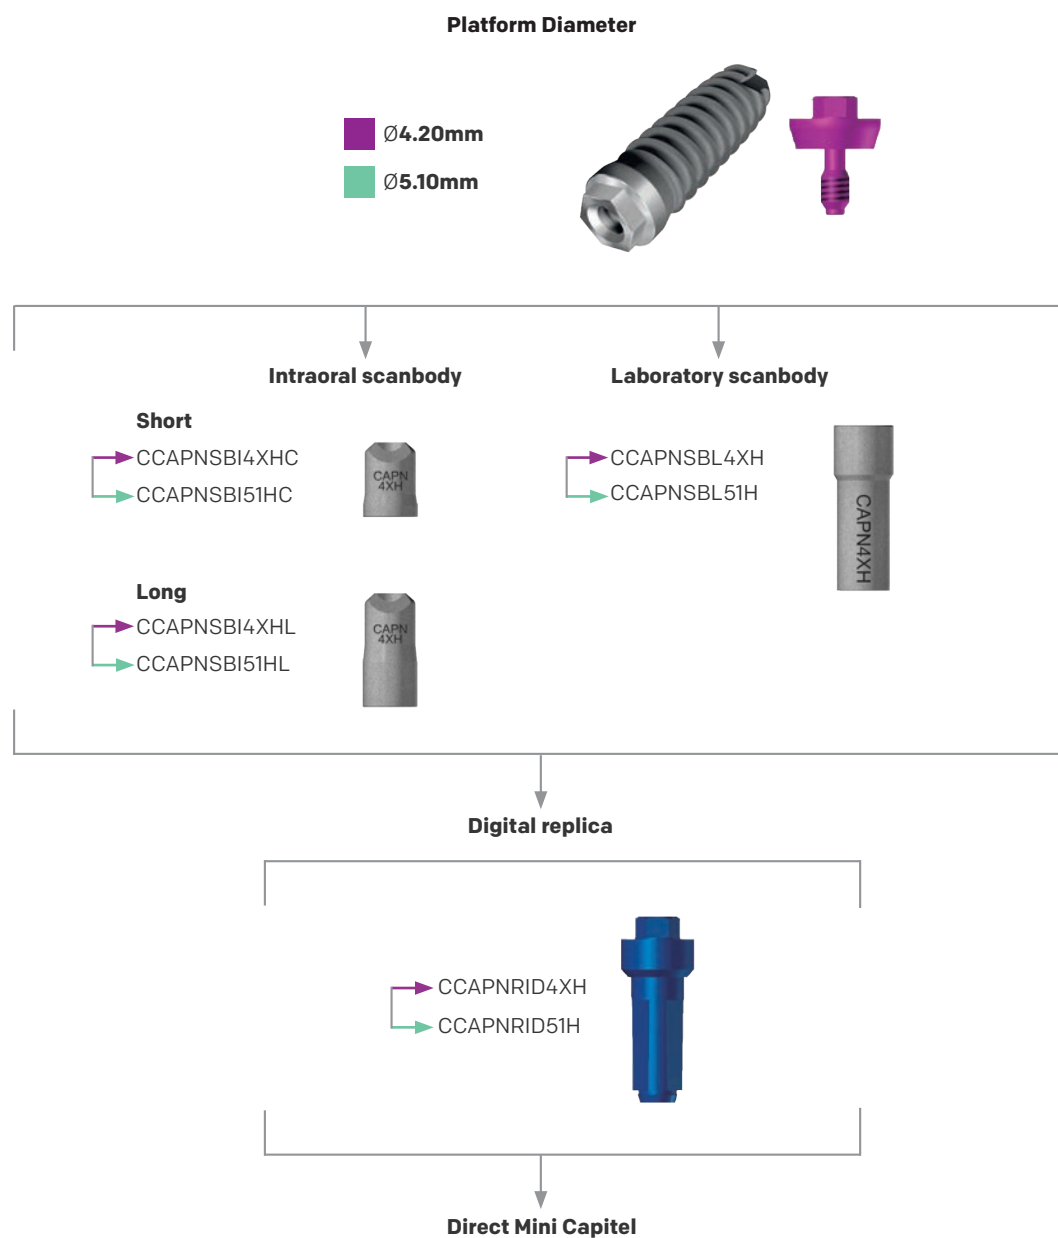 Platform Diameter
Ø4.20mm
Ø5.10mm
Intraoral scanbody
Laboratory scanbody
Short
CCAPNSBI4XHC
CCAPNSBI51HC
CAPN
4XH
CCAPNSBL4XH
CCAPNSBL51H
CAPN4XH
Long
CCAPNSBI4XHL
CCAPNSBI51HL
CAPN
4XH
Digital replica
CCAPNRID4XH
CCAPNRID51H
Direct Mini Capitel